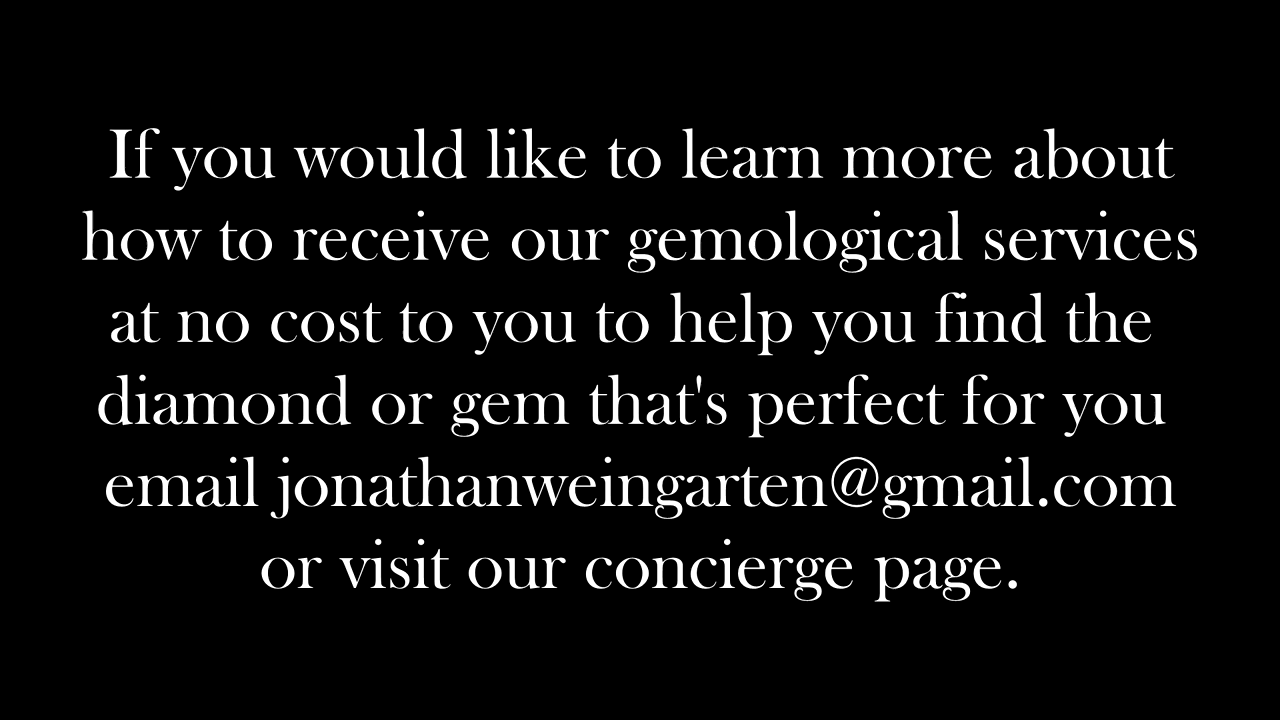 If you would like to learn more about
how to receive our gemological services
at no cost to you to help you find the
diamond or gem that's perfect for you
email jonathanweingarten@gmail.com
or visit our concierge page.